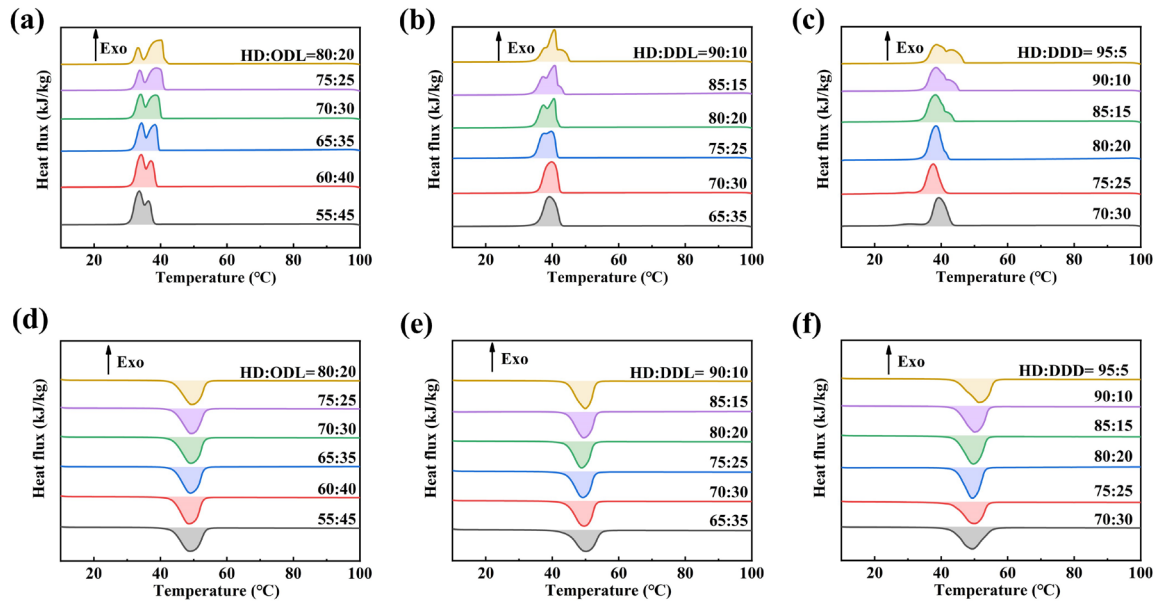 (a)
Exo
HD:ODL=80:20
75:25
70:30
65:35
60:40
55:45
Heat flux (kJ/kg)
20 40 60 80 100
Temperature (℃)
(b)
Exo
HD:DDL=90:10
85:15
80:20
75:25
70:30
65:35
Heat flux (kJ/kg)
20 40 60 80 100
Temperature (℃)
(c)
Exo
HD:DDD= 95:5
90:10
85:15
80:20
75:25
70:30
Heat flux (kJ/kg)
20 40 60 80 100
Temperature (℃)
(d)
Exo
HD:ODL= 80:20
75:25
70:30
65:35
60:40
55:45
Heat flux (kJ/kg)
20 40 60 80 100
Temperature (℃)
(e)
Exo
HD:DDL= 90:10
85:15
80:20
75:25
70:30
65:35
Heat flux (kJ/kg)
20 40 60 80 100
Temperature (℃)
(f)
Exo
HD:DDD= 95:5
90:10
85:15
80:20
75:25
70:30
Heat flux (kJ/kg)
20 40 60 80 100
Temperature (℃)